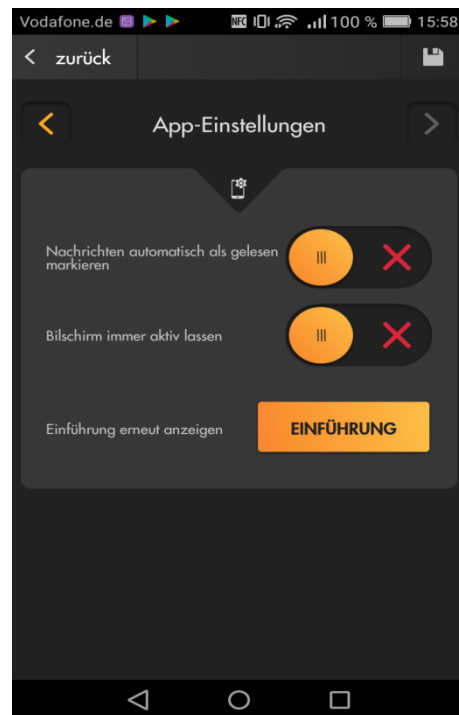 Vodafone.de 100 % 15:58
zurück
App-Einstellungen
Nachrichten automatisch als gelesen
markieren
Bilschirm immer aktiv lassen
Einführung erneut anzeigen EINFÜHRUNG